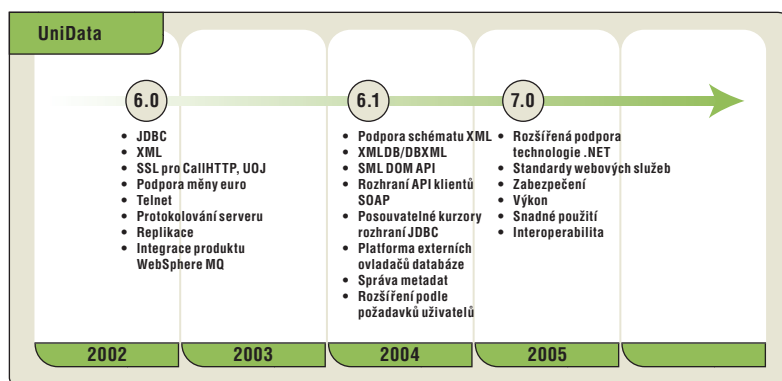 UniData
6.0
• JDBC
• XML
• SSL pro CallHTTP, UOJ
• Podpora měny euro
• Telnet
• Protokolování serveru
• Replikace
• Integrace produktu
WebSphere MQ
6.1
• Podpora schématu XML
• XMLDB/DBXML
• SML DOM API
• Rozhraní API klientů
SOAP
• Posouvatelné kurzory
rozhraní JDBC
• Platforma externích
ovladačů databáze
• Správa metadat
• Rozšíření podle
požadavků uživatelů
7.0
• Rozšířená podpora
technologie .NET
• Standardy webových služeb
• Zabezpečení
• Výkon
• Snadné použití
• Interoperabilita
2002
2003
2004
2005